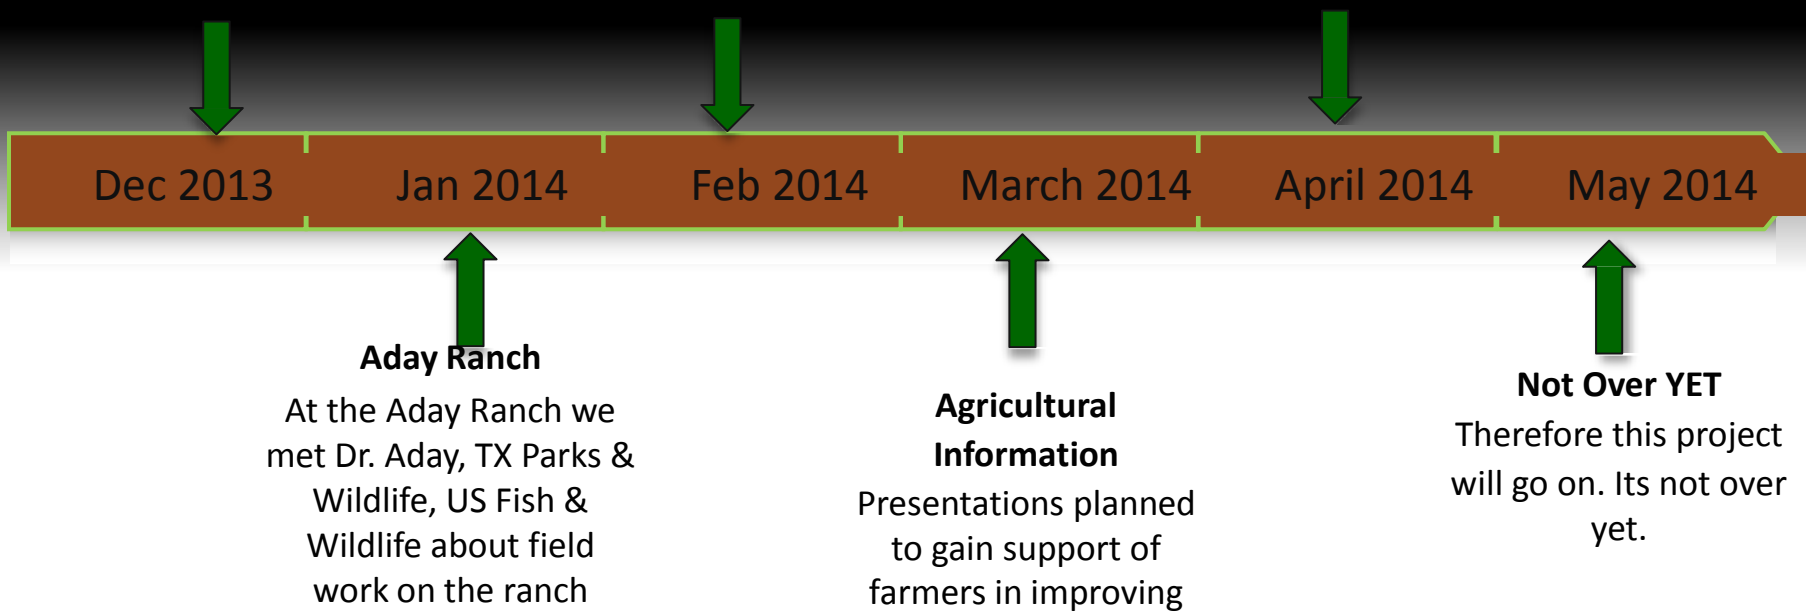 Dec 2013
Jan 2014
Feb 2014
March 2014
April 2014
May 2014
Aday Ranch
At the Aday Ranch we
met Dr. Aday, TX Parks &
Wildlife, US Fish &
Wildlife about field
work on the ranch
Agricultural
Information
Presentations planned
to gain support of
farmers in improving
Not Over YET
Therefore this project
will go on. Its not over
yet.